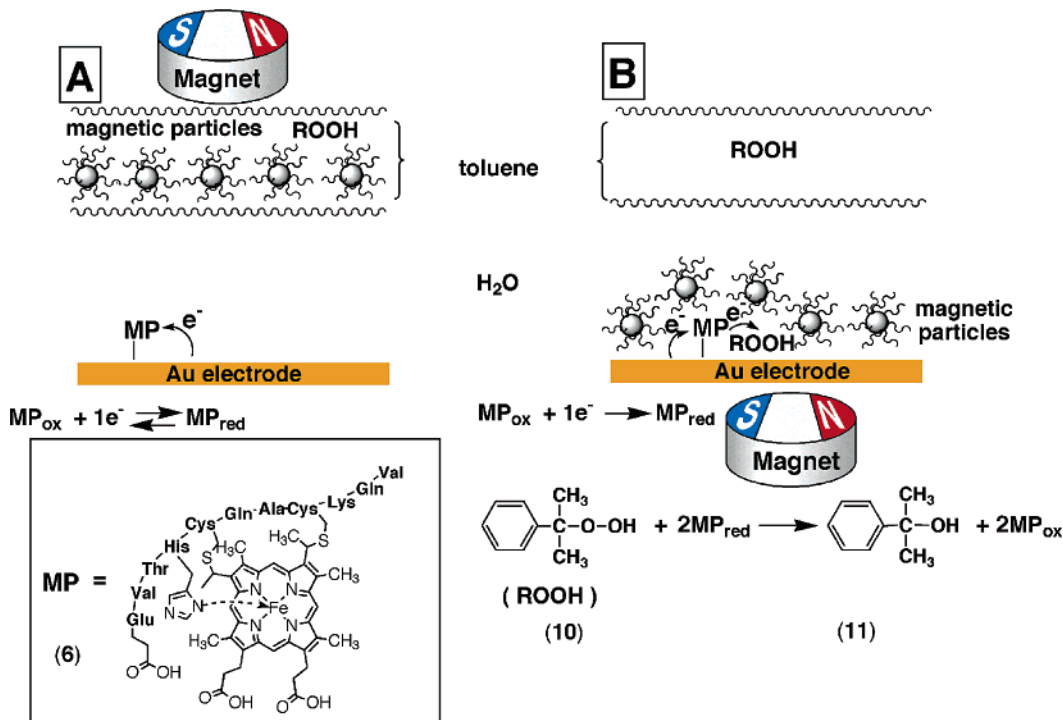 A
S N
Magnet
magnetic particles ROOH
MP e-
Au electrode
MPox + 1e- ⇌ MPred
MP =
(6)
Glu
Val
Thr
His
Cys
Gln
Ala
Cys
Lys
Gln
Val
H3C
S
S
CH3
CH3
N N
Fe
N N
H3C
CH3
N
N
O OH
O OH
O OH
toluene
H2O
B
ROOH
magnetic
particles
e- MP e-
ROOH
Au electrode
MPox + 1e- → MPred
S N
Magnet
CH3
C-O-OH + 2MPred → C-OH + 2MPox
CH3
CH3
CH3
( ROOH )
(10) (11)